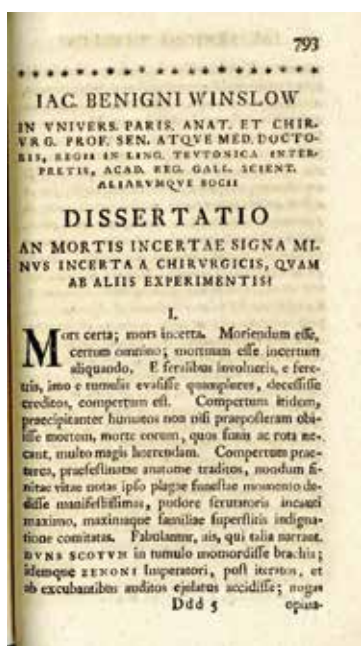 793
IAC. BENIGNI WINSLOW
IN VNIVERS. PARIS. ANAT. ET CHIR-
VRG. PROF. SEN. ATQVE MED. DOCTO-
RIS, REGII IN LING. TEVTONICA INTER-
PRETIS, ACAD. REG. GALL. SCIENT.
ALIARVMQVE SOCII
DISSERTATIO
AN MORTIS INCERTAE SIGNA MI-
NVS INCERTA A CHIRVRGICIS, QVAM
AB ALIIS EXPERIMENTIS?
I.
Mors certa; mors incerta. Moriendum esse,
certum omnino; mortuum esse incertum
aliquando. E feralibus involucris, e fere-
tris, imo e tumulis evasisse quamplures, decessisse
creditos, compertum est. Compertum itidem,
praecipitanter humatos non nisi praeposteram obi-
isse mortem, morte eorum, quos funis ac rota ne-
cant, multo magis horrendam. Compertum prae-
terea, praefestinatae anatomae traditos, nondum fi-
nitae vitae notas ipso plagae funestae momento de-
disse manifestissimas, pudore scrutatoris incauti
maximo, maximaque familiae superstitis indigna-
tione comitatas. Fabulantur, ais, qui talia narrant.
DVNS SCOTVM in tumulo momordisse brachia;
idemque ZENONI Imperatori, post iteratos, et
ab excubantibus auditos ejulatus accidisse; nugas
Ddd 5
opina-